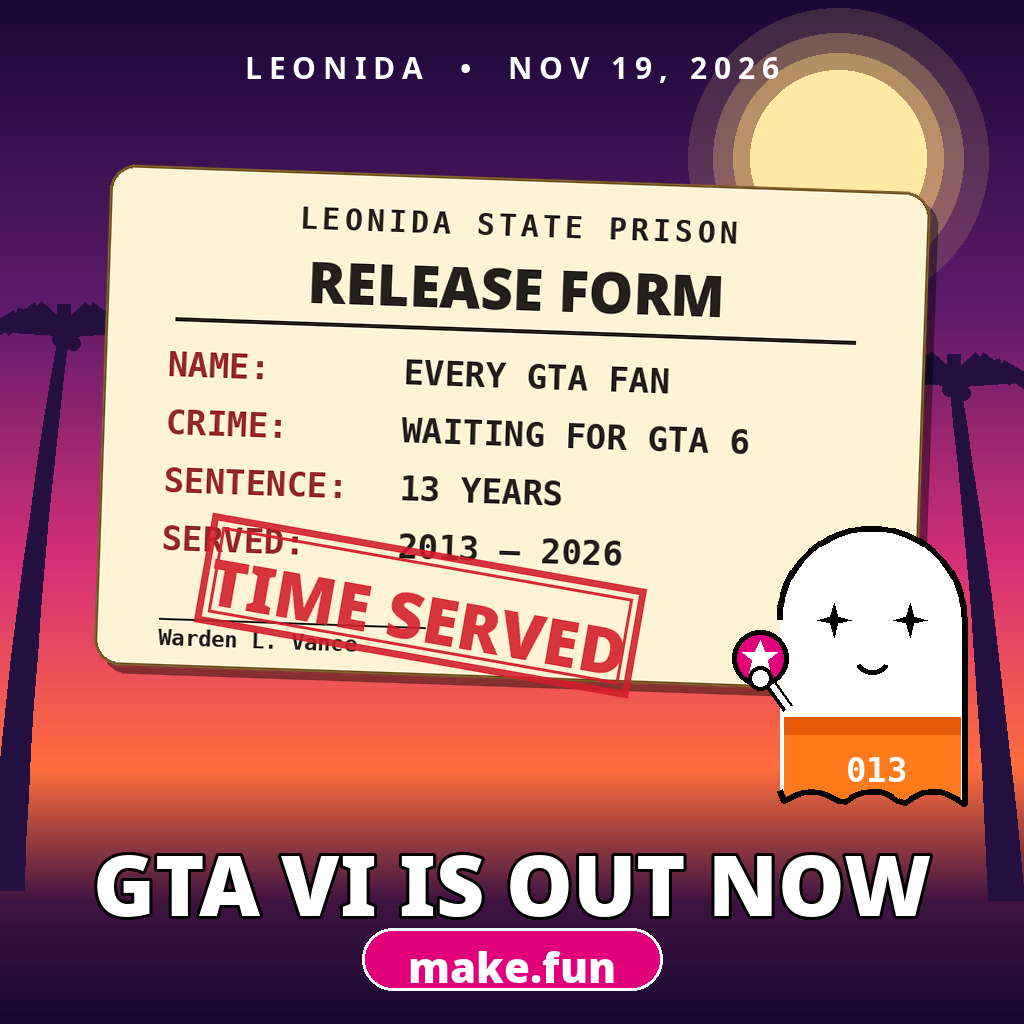 LEONIDA • NOV 19, 2026
LEONIDA STATE PRISON
RELEASE FORM
NAME: EVERY GTA FAN
CRIME: WAITING FOR GTA 6
SENTENCE: 13 YEARS
SERVED: 2013 – 2026
TIME SERVED
Warden L. Vance
013
GTA VI IS OUT NOW
make.fun